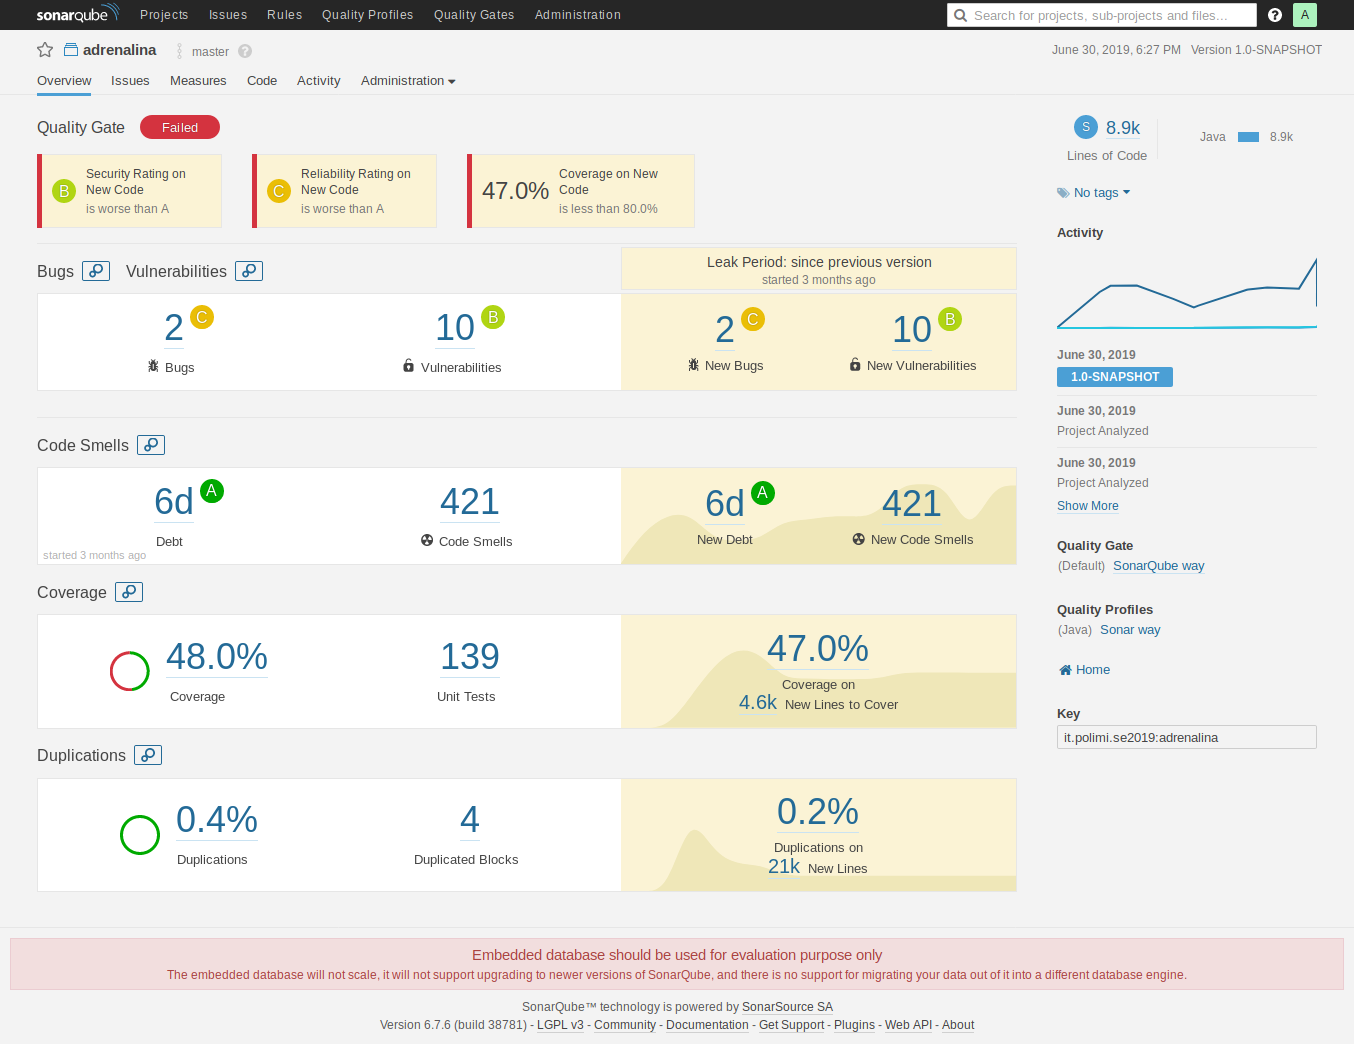 sonarqube Projects Issues Rules Quality Profiles Quality Gates Administration Search for projects, sub-projects and files... ? A
adrenalina master ? June 30, 2019, 6:27 PM Version 1.0-SNAPSHOT
Overview Issues Measures Code Activity Administration
Quality Gate Failed
B Security Rating on
New Code
is worse than A
C Reliability Rating on
New Code
is worse than A
47.0% Coverage on New
Code
is less than 80.0%
Bugs Vulnerabilities
Leak Period: since previous version
started 3 months ago
2 C
Bugs
10 B
Vulnerabilities
2 C
New Bugs
10 B
New Vulnerabilities
Code Smells
6d A
Debt
421
Code Smells
started 3 months ago
6d A
New Debt
421
New Code Smells
Coverage
48.0%
Coverage
139
Unit Tests
47.0%
Coverage on
4.6k New Lines to Cover
Duplications
0.4%
Duplications
4
Duplicated Blocks
0.2%
Duplications on
21k New Lines
S 8.9k
Lines of Code
Java 8.9k
No tags
Activity
June 30, 2019
1.0-SNAPSHOT
June 30, 2019
Project Analyzed
June 30, 2019
Project Analyzed
Show More
Quality Gate
(Default) SonarQube way
Quality Profiles
(Java) Sonar way
Home
Key
it.polimi.se2019:adrenalina
Embedded database should be used for evaluation purpose only
The embedded database will not scale, it will not support upgrading to newer versions of SonarQube, and there is no support for migrating your data out of it into a different database engine.
SonarQube™ technology is powered by SonarSource SA
Version 6.7.6 (build 38781) - LGPL v3 - Community - Documentation - Get Support - Plugins - Web API - About